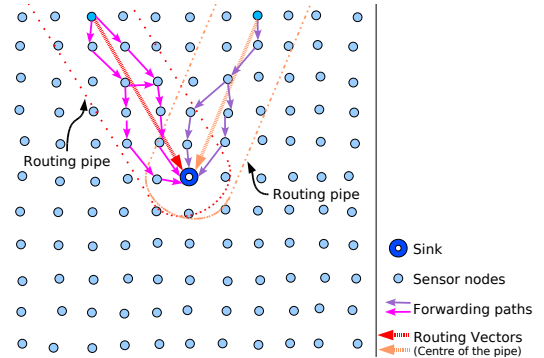 Routing pipe
Routing pipe
Sink
Sensor nodes
Forwarding paths
Routing Vectors
(Centre of the pipe)